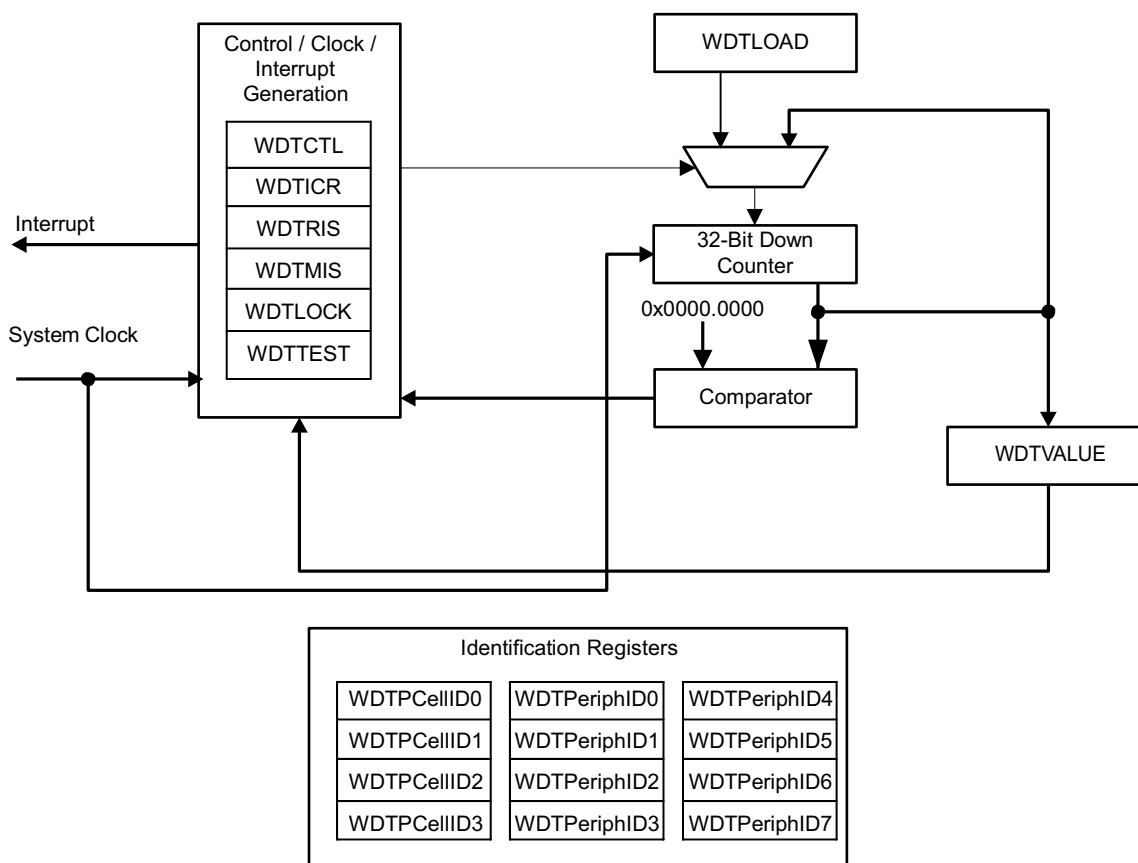 Control / Clock /
Interrupt
Generation
WDTCTL
WDTICR
WDTRIS
WDTMIS
WDTLOCK
WDTTEST
Interrupt
System Clock
WDTLOAD
32-Bit Down
Counter
0x0000.0000
Comparator
WDTVALUE
Identification Registers
WDTPCellID0
WDTPeriphID0
WDTPeriphID4
WDTPCellID1
WDTPeriphID1
WDTPeriphID5
WDTPCellID2
WDTPeriphID2
WDTPeriphID6
WDTPCellID3
WDTPeriphID3
WDTPeriphID7